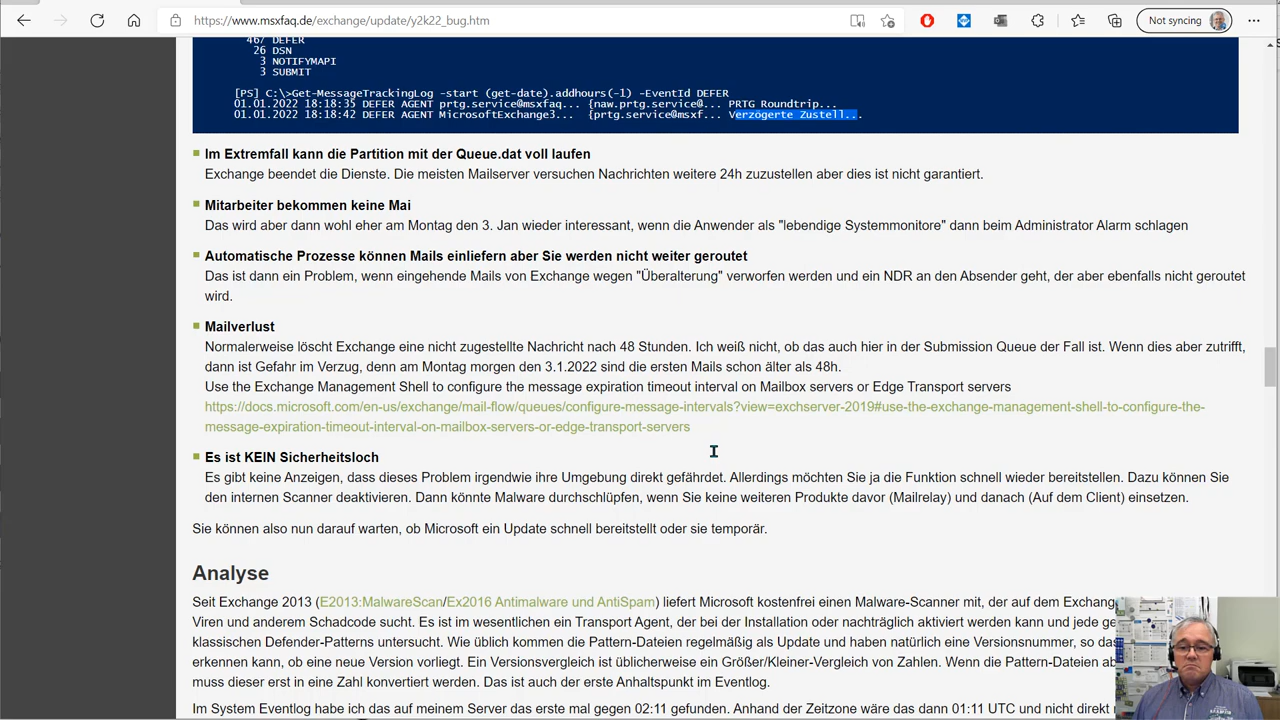 https://www.msxfaq.de/exchange/update/y2k22_bug.htm
Not syncing
467 DEFER
26 DSN
3 NOTIFYMAPI
3 SUBMIT
[PS] C:\>Get-MessageTrackingLog -start (get-date).addhours(-1) -EventId DEFER
01.01.2022 18:18:35 DEFER AGENT prtg.service@msxfaq... {naw.prtg.service@... PRTG Roundtrip...
01.01.2022 18:18:42 DEFER AGENT MicrosoftExchange3... {prtg.service@msxf... Verzögerte Zustell...
Im Extremfall kann die Partition mit der Queue.dat voll laufen
Exchange beendet die Dienste. Die meisten Mailserver versuchen Nachrichten weitere 24h zuzustellen aber dies ist nicht garantiert.
Mitarbeiter bekommen keine Mai
Das wird aber dann wohl eher am Montag den 3. Jan wieder interessant, wenn die Anwender als "lebendige Systemmonitore" dann beim Administrator Alarm schlagen
Automatische Prozesse können Mails einliefern aber Sie werden nicht weiter geroutet
Das ist dann ein Problem, wenn eingehende Mails von Exchange wegen "Überalterung" verworfen werden und ein NDR an den Absender geht, der aber ebenfalls nicht geroutet
wird.
Mailverlust
Normalerweise löscht Exchange eine nicht zugestellte Nachricht nach 48 Stunden. Ich weiß nicht, ob das auch hier in der Submission Queue der Fall ist. Wenn dies aber zutrifft,
dann ist Gefahr im Verzug, denn am Montag morgen den 3.1.2022 sind die ersten Mails schon älter als 48h.
Use the Exchange Management Shell to configure the message expiration timeout interval on Mailbox servers or Edge Transport servers
https://docs.microsoft.com/en-us/exchange/mail-flow/queues/configure-message-intervals?view=exchserver-2019#use-the-exchange-management-shell-to-configure-the-
message-expiration-timeout-interval-on-mailbox-servers-or-edge-transport-servers
Es ist KEIN Sicherheitsloch
Es gibt keine Anzeigen, dass dieses Problem irgendwie ihre Umgebung direkt gefährdet. Allerdings möchten Sie ja die Funktion schnell wieder bereitstellen. Dazu können Sie
den internen Scanner deaktivieren. Dann könnte Malware durchschlüpfen, wenn Sie keine weiteren Produkte davor (Mailrelay) und danach (Auf dem Client) einsetzen.
Sie können also nun darauf warten, ob Microsoft ein Update schnell bereitstellt oder sie temporär.
Analyse
Seit Exchange 2013 (E2013:MalwareScan/Ex2016 Antimalware und AntiSpam) liefert Microsoft kostenfrei einen Malware-Scanner mit, der auf dem Exchang
Viren und anderem Schadcode sucht. Es ist im wesentlichen ein Transport Agent, der bei der Installation oder nachträglich aktiviert werden kann und jede ge
klassischen Defender-Patterns untersucht. Wie üblich kommen die Pattern-Dateien regelmäßig als Update und haben natürlich eine Versionsnummer, so da
erkennen kann, ob eine neue Version vorliegt. Ein Versionsvergleich ist üblicherweise ein Größer/Kleiner-Vergleich von Zahlen. Wenn die Pattern-Dateien ab
muss dieser erst in eine Zahl konvertiert werden. Das ist auch der erste Anhaltspunkt im Eventlog.
Im System Eventlog habe ich das auf meinem Server das erste mal gegen 02:11 gefunden. Anhand der Zeitzone wäre das dann 01:11 UTC und nicht direkt